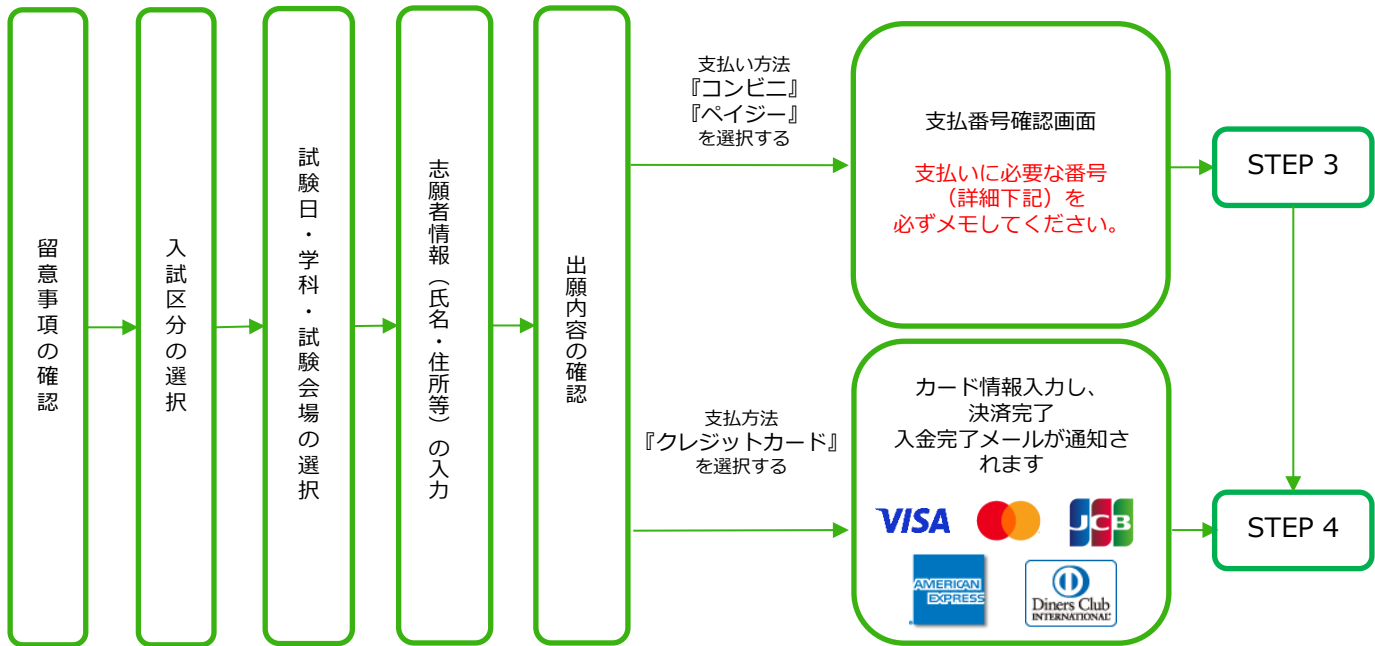 留意事項の確認
入試区分の選択
試験日・学科・試験会場の選択
志願者情報（氏名・住所等）の入力
出願内容の確認
支払い方法
『コンビニ』
『ペイジー』
を選択する
支払番号確認画面
支払いに必要な番号
（詳細下記）を
必ずメモしてください。
STEP 3
支払方法
『クレジットカード』
を選択する
カード情報入力し、
決済完了
入金完了メールが通知さ
れます
VISA
JCB
AMERICAN
EXPRESS
Diners Club
INTERNATIONAL
STEP 4